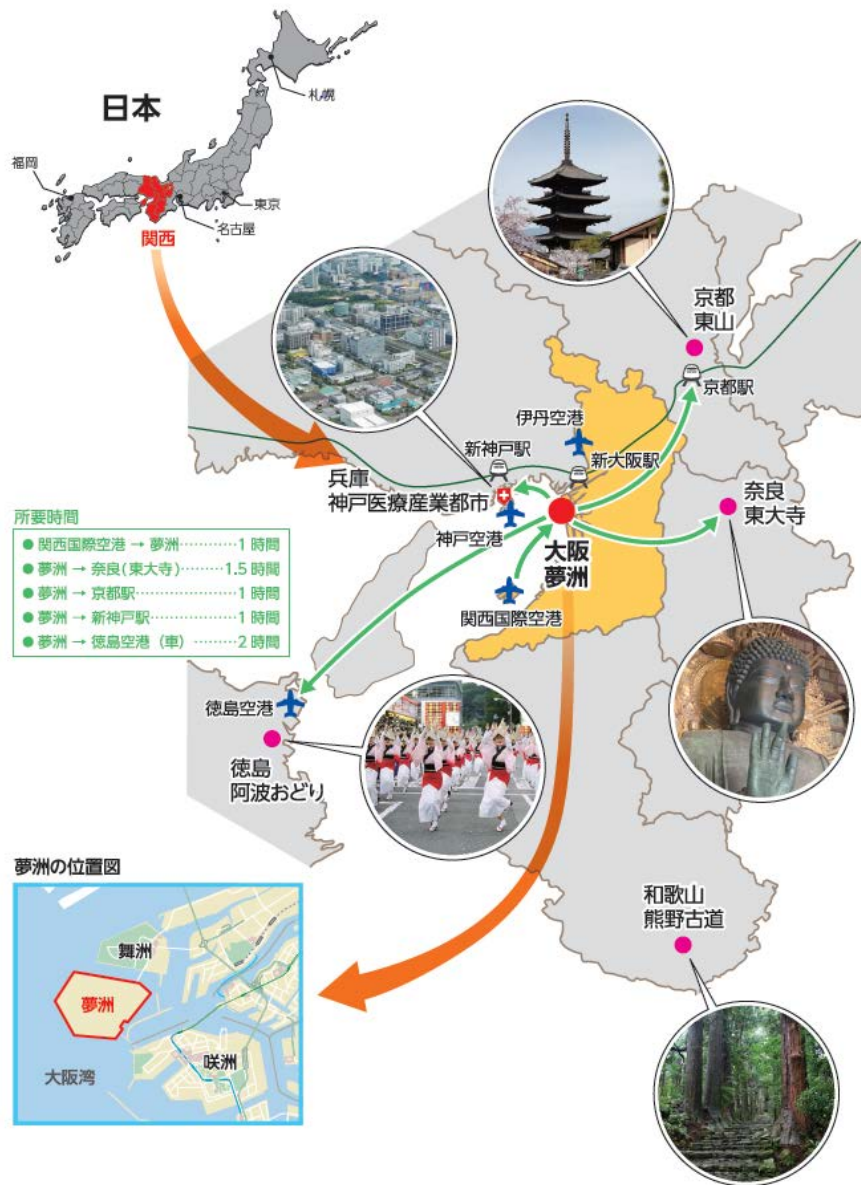 日本
札幌
福岡
東京
名古屋
関西
京都
東山
京都駅
伊丹空港
新神戸駅
新大阪駅
兵庫
神戸医療産業都市
奈良
東大寺
神戸空港
大阪
夢洲
関西国際空港
所要時間
● 関西国際空港 → 夢洲…………1 時間
● 夢洲 → 奈良(東大寺)………1.5 時間
● 夢洲 → 京都駅…………………1 時間
● 夢洲 → 新神戸駅………………1 時間
● 夢洲 → 徳島空港（車）………2 時間
徳島空港
徳島
阿波おどり
和歌山
熊野古道
夢洲の位置図
舞洲
夢洲
咲洲
大阪湾